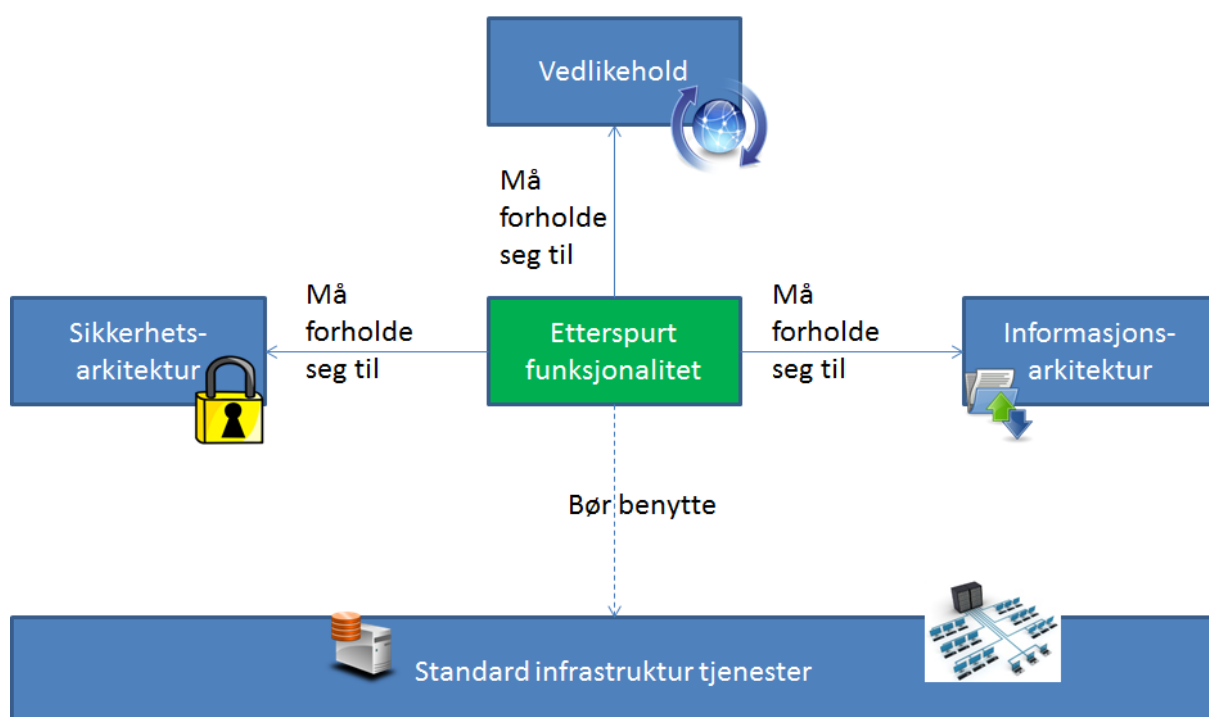 Vedlikehold
Må
forholde
seg til
Sikkerhets-
arkitektur
Må
forholde
seg til
Etterspurt
funksjonalitet
Må
forholde
seg til
Informasjons-
arkitektur
Bør benytte
Standard infrastruktur tjenester